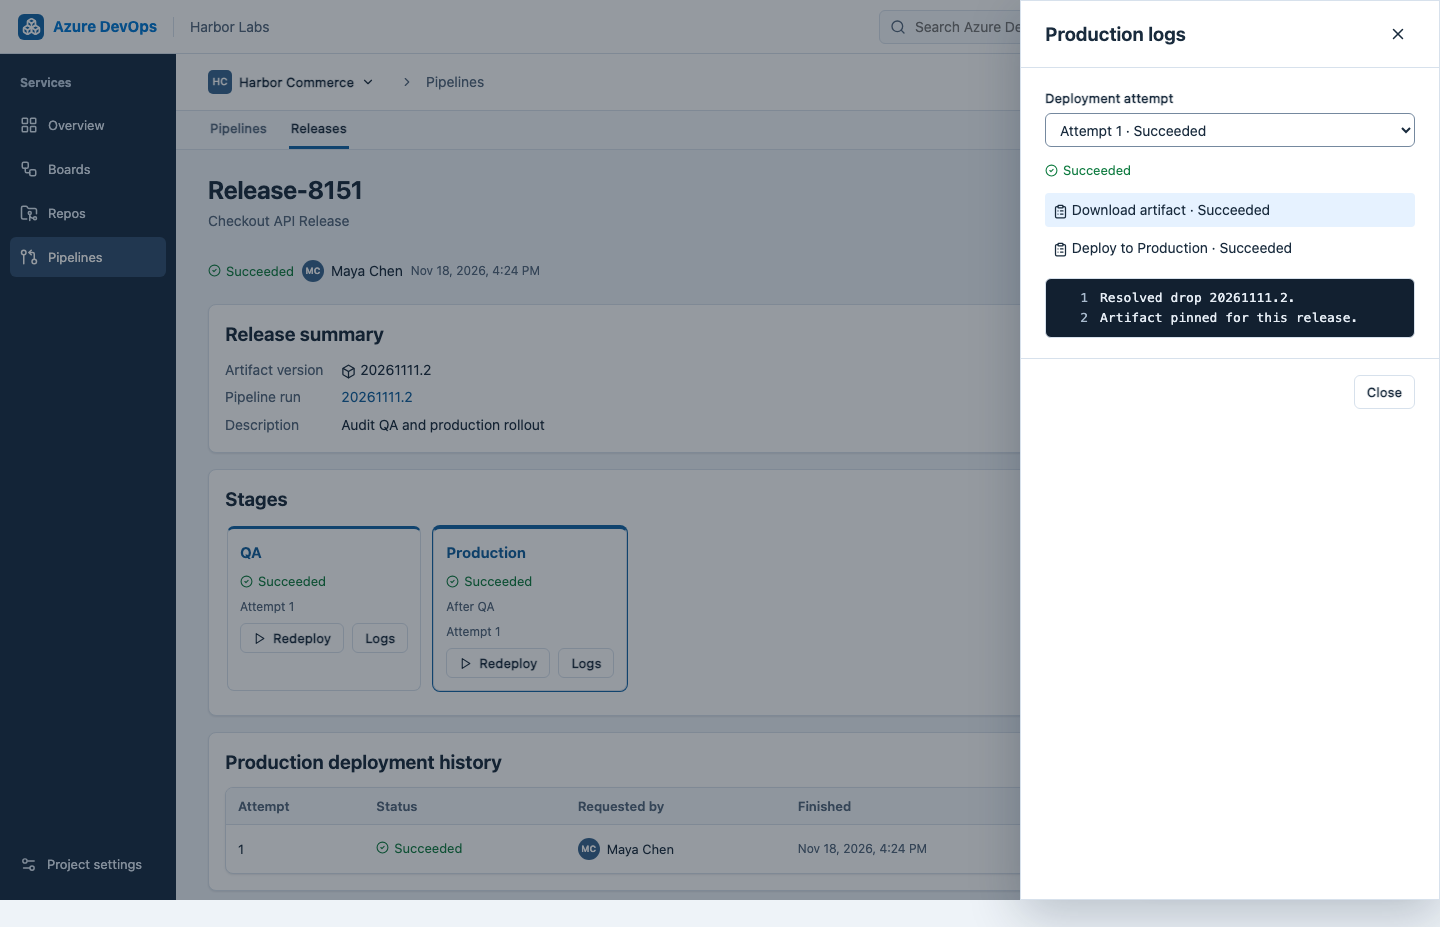 Azure DevOps
Harbor Labs
Search Azure De
Services
Overview
Boards
Repos
Pipelines
Project settings
HC Harbor Commerce
Pipelines
Pipelines
Releases
Release-8151
Checkout API Release
Succeeded MC Maya Chen Nov 18, 2026, 4:24 PM
Release summary
Artifact version 20261111.2
Pipeline run 20261111.2
Description Audit QA and production rollout
Stages
QA
Succeeded
Attempt 1
Redeploy Logs
Production
Succeeded
After QA
Attempt 1
Redeploy Logs
Production deployment history
Attempt Status Requested by Finished
1 Succeeded MC Maya Chen Nov 18, 2026, 4:24 PM
Production logs
Deployment attempt
Attempt 1 · Succeeded
Succeeded
Download artifact · Succeeded
Deploy to Production · Succeeded
1 Resolved drop 20261111.2.
2 Artifact pinned for this release.
Close